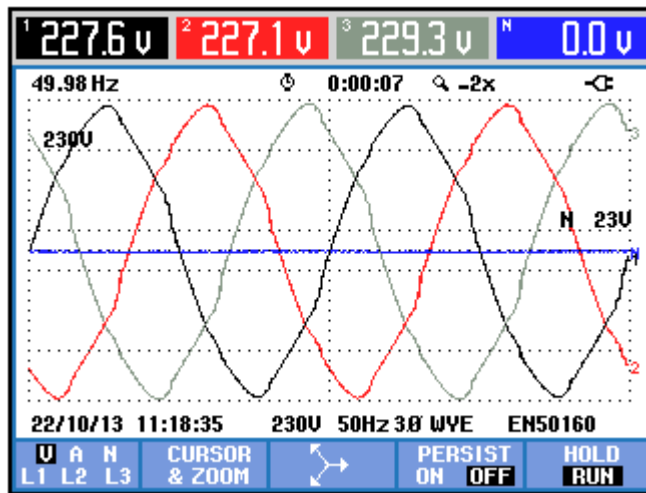 1 227.6 V 2 227.1 V 3 229.3 V N 0.0 V
49.98 Hz 0:00:07 -2x
230V
3
N 23V
N
2
22/10/13 11:18:35 230V 50Hz 3Ø WYE EN50160
V A N CURSOR PERSIST HOLD
L1 L2 L3 & ZOOM ON OFF RUN